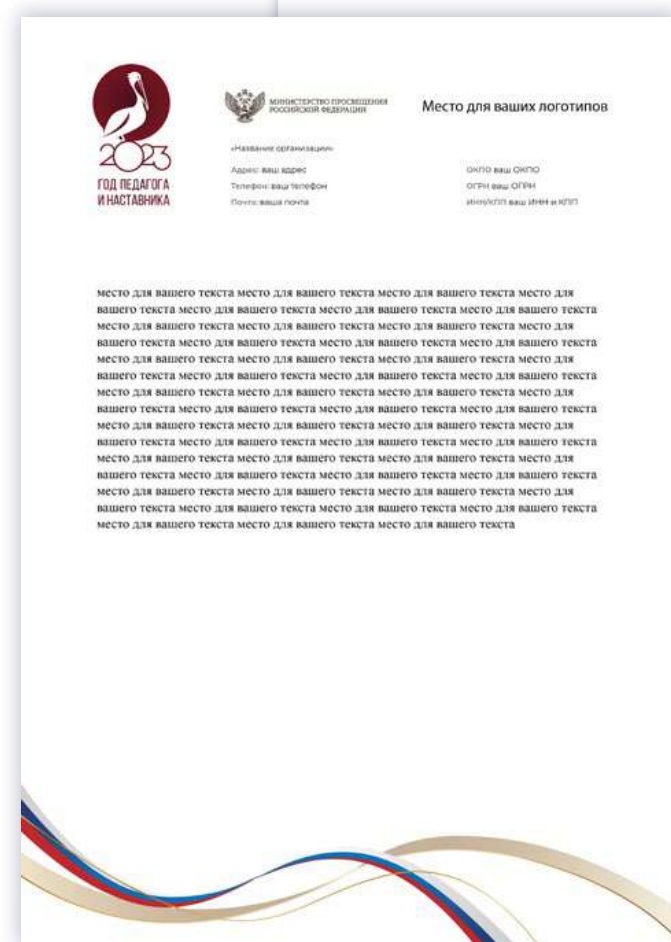 2023
ГОД ПЕДАГОГА
И НАСТАВНИКА
МИНИСТЕРСТВО ПРОСВЕЩЕНИЯ
РОССИЙСКОЙ ФЕДЕРАЦИИ
Место для ваших логотипов
«Название организации»
Адрес: ваш адрес
Телефон: ваш телефон
Почта: ваша почта
ОКПО ваш ОКПО
ОГРН ваш ОГРН
ИНН/КПП ваш ИНН и КПП
место для вашего текста место для вашего текста место для вашего текста место для
вашего текста место для вашего текста место для вашего текста место для вашего текста
место для вашего текста место для вашего текста место для вашего текста место для
вашего текста место для вашего текста место для вашего текста место для вашего текста
место для вашего текста место для вашего текста место для вашего текста место для
вашего текста место для вашего текста место для вашего текста место для вашего текста
место для вашего текста место для вашего текста место для вашего текста место для
вашего текста место для вашего текста место для вашего текста место для вашего текста
место для вашего текста место для вашего текста место для вашего текста место для
вашего текста место для вашего текста место для вашего текста место для вашего текста
место для вашего текста место для вашего текста место для вашего текста место для
вашего текста место для вашего текста место для вашего текста место для вашего текста
место для вашего текста место для вашего текста место для вашего текста место для
вашего текста место для вашего текста место для вашего текста место для вашего текста
место для вашего текста место для вашего текста место для вашего текста